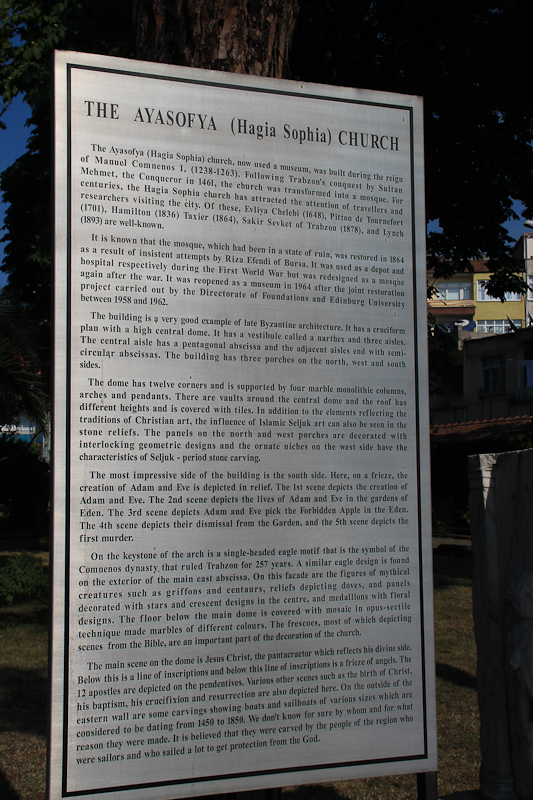 THE AYASOFYA (Hagia Sophia) CHURCH
The Ayasofya (Hagia Sophia) church, now used a museum, was built during the reign
of Manuel Comnenos I, (1238-1263). Following Trabzon's conquest by Sultan
Mehmet, the Conqueror in 1461, the church was transformed into a mosque. For
centuries, the Hagia Sophia church has attracted the attention of travellers and
researchers visiting the city. Of these, Evliya Chelebi (1648), Pitton de Tournefort
(1701), Hamilton (1836) Taxier (1864), Sakir Sevket of Trabzon (1878), and Lynch
(1893) are well-known.
It is known that the mosque, which had been in a state of ruin, was restored in 1864
as a result of insistent attempts by Riza Efendi of Bursa. It was used as a depot and
hospital respectively during the First World War but was redesigned as a mosque
again after the war. It was reopened as a museum in 1964 after the joint restoration
project carried out by the Directorate of Foundations and Edinburg University
between 1958 and 1962.
The building is a very good example of late Byzantine architecture. It has a cruciform
plan with a high central dome. It has a vestibule called a narthex and three aisles.
The central aisle has a pentagonal abscissa and the adjacent aisles end with semi-
circular abscissas. The building has three porches on the north, west and south
sides.
The dome has twelve corners and is supported by four marble monolithic columns,
arches and pendants. There are vaults around the central dome and the roof has
different heights and is covered with tiles. In addition to the elements reflecting the
traditions of Christian art, the influence of Islamic Seljuk art can also be seen in the
stone reliefs. The panels on the north and west porches are decorated with
interlocking geometric designs and the ornate niches on the west side have the
characteristics of Seljuk - period stone carving.
The most impressive side of the building is the south side. Here, on a frieze, the
creation of Adam and Eve is depicted in relief. The 1st scene depicts the creation of
Adam and Eve. The 2nd scene depicts the lives of Adam and Eve in the gardens of
Eden. The 3rd scene depicts Adam and Eve pick the Forbidden Apple in the Eden.
The 4th scene depicts their dismissal from the Garden, and the 5th scene depicts the
first murder.
On the keystone of the arch is a single-headed eagle motif that is the symbol of the
Comnenos dynasty, that ruled Trabzon for 257 years. A similar eagle design is found
on the exterior of the main east abscissa. On this facade are the figures of mythical
creatures such as griffons and centaurs, reliefs depicting doves, and panels
decorated with stars and crescent designs in the centre, and medallions with floral
designs. The floor below the main dome is covered with mosaic in opus-sectile
technique made marbles of different colours. The frescoes, most of which depicting
scenes from the Bible, are an important part of the decoration of the church.
The main scene on the dome is Jesus Christ, the pantacractor which reflects his divine side.
Below this is a line of inscriptions and below this line of inscriptions is a frieze of angels. The
12 apostles are depicted on the pendentives. Various other scenes such as the birth of Christ,
his baptism, his crucifixion and resurrection are also depicted here. On the outside of the
eastern wall are some carvings showing boats and sailboats of various sizes which are
considered to be dating from 1450 to 1850. We don't know for sure by whom and for what
reason they were made. It is believed that they were carved by the people of the region who
were sailors and who sailed a lot to get protection from the God.